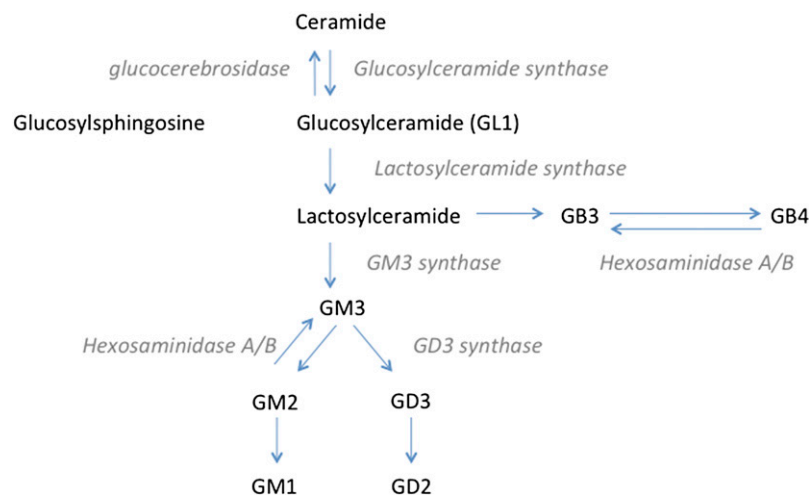 Ceramide
glucocerebrosidase Glucosylceramide synthase
Glucosylsphingosine Glucosylceramide (GL1)
Lactosylceramide synthase
Lactosylceramide GB3 GB4
GM3 synthase Hexosaminidase A/B
GM3
Hexosaminidase A/B GD3 synthase
GM2 GD3
GM1 GD2